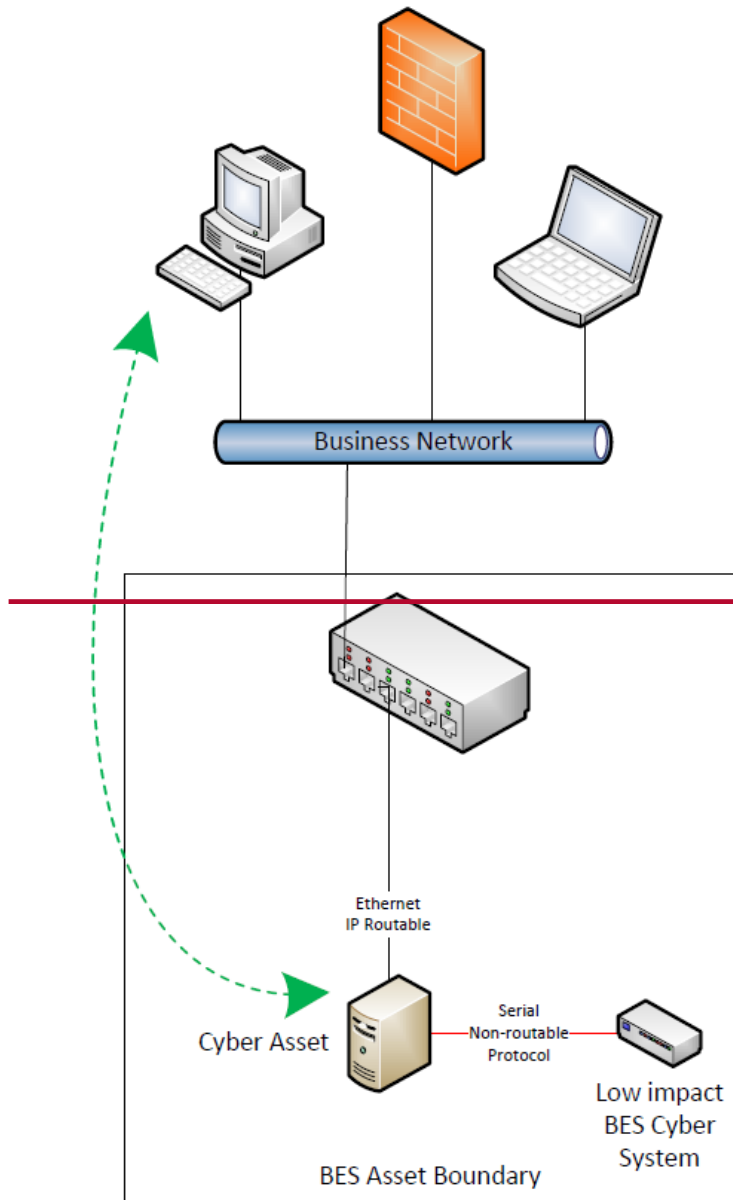 Business Network
Ethernet
IP Routable
Cyber Asset
Serial
Non-routable
Protocol
Low impact
BES Cyber
System
BES Asset Boundary